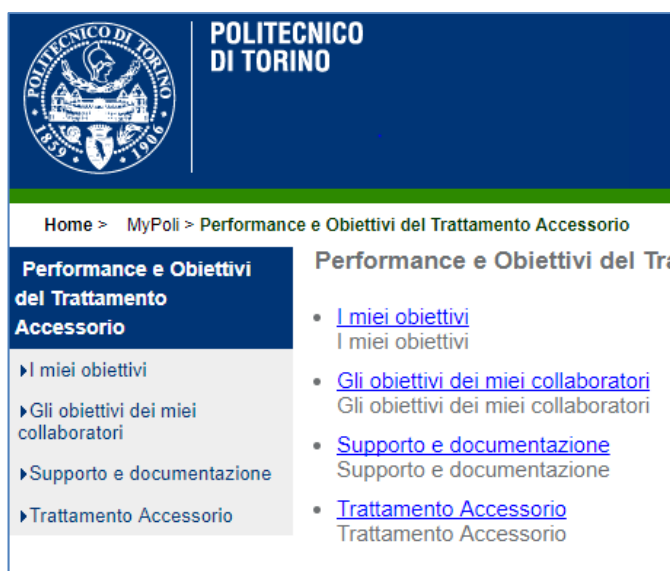 POLITECNICO DI TORINO
1859 · 1906
POLITECNICO
DI TORINO
Home > MyPoli > Performance e Obiettivi del Trattamento Accessorio
Performance e Obiettivi
del Trattamento
Accessorio
I miei obiettivi
Gli obiettivi dei miei
collaboratori
Supporto e documentazione
Trattamento Accessorio
Performance e Obiettivi del Tra
I miei obiettivi
I miei obiettivi
Gli obiettivi dei miei collaboratori
Gli obiettivi dei miei collaboratori
Supporto e documentazione
Supporto e documentazione
Trattamento Accessorio
Trattamento Accessorio